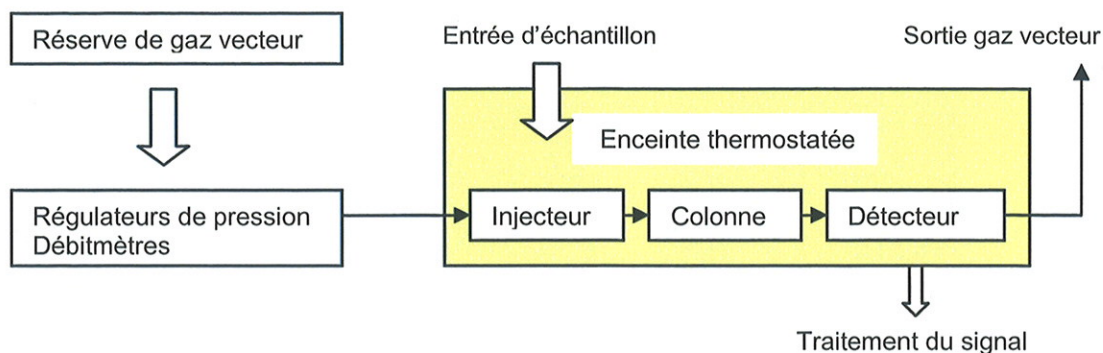 Réserve de gaz vecteur
Entrée d'échantillon
Sortie gaz vecteur
Enceinte thermostatée
Régulateurs de pression
Débitmètres
Injecteur
Colonne
Détecteur
Traitement du signal